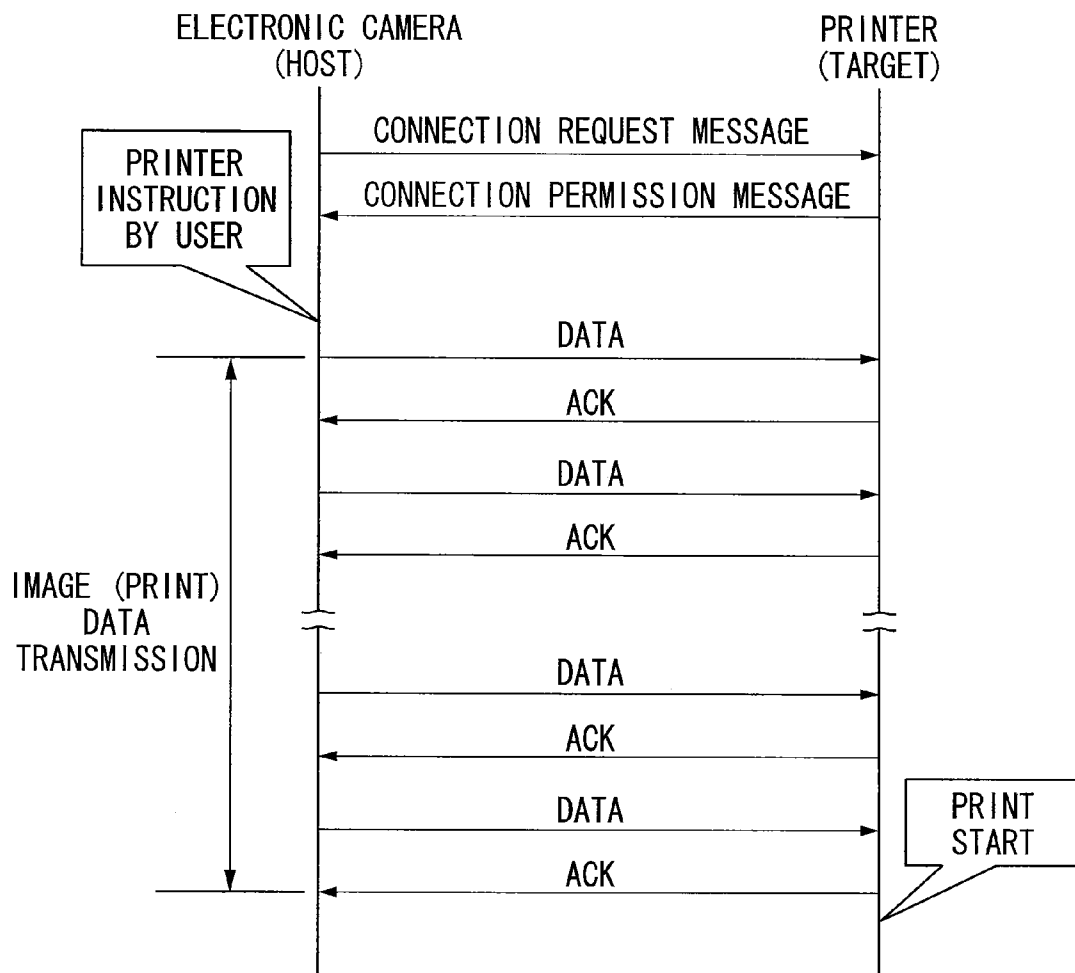 ELECTRONIC CAMERA
(HOST)
PRINTER
(TARGET)
CONNECTION REQUEST MESSAGE
PRINTER
INSTRUCTION
BY USER
CONNECTION PERMISSION MESSAGE
DATA
ACK
DATA
ACK
IMAGE (PRINT)
DATA
TRANSMISSION
DATA
ACK
DATA
PRINT
START
ACK